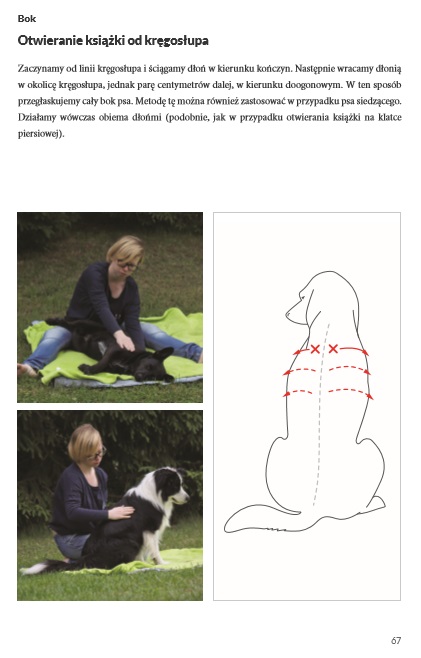 Bok
Otwieranie książki od kręgosłupa
Zaczynamy od linii kręgosłupa i ściągamy dłoń w kierunku kończyn. Następnie wracamy dłonią
w okolicę kręgosłupa, jednak parę centymetrów dalej, w kierunku doogonowym. W ten sposób
przegłaskujemy cały bok psa. Metodę tę można również zastosować w przypadku psa siedzącego.
Działamy wówczas obiema dłońmi (podobnie, jak w przypadku otwierania książki na klatce
piersiowej).
67